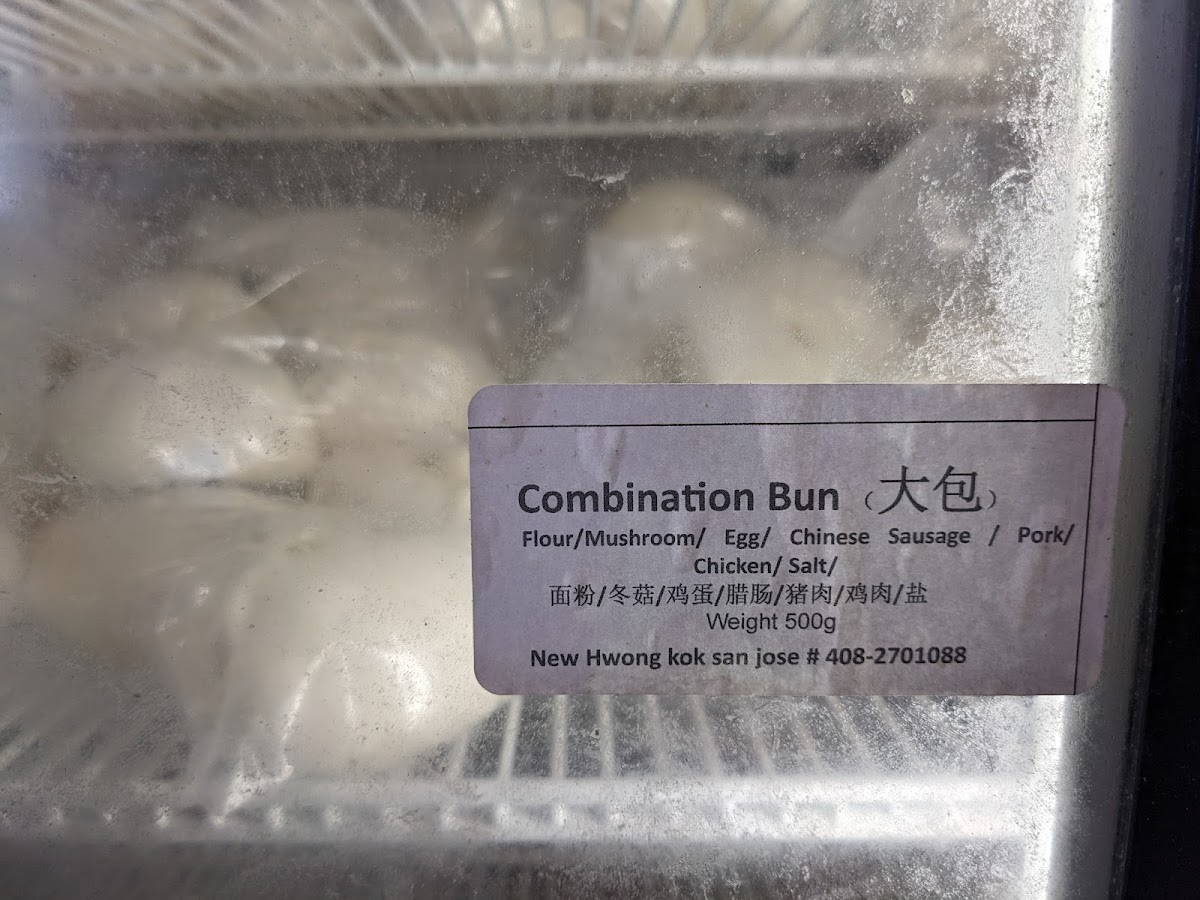 Combination Bun （大包）
Flour/Mushroom/ Egg/ Chinese Sausage / Pork/
Chicken/ Salt/
面粉/冬菇/鸡蛋/腊肠/猪肉/鸡肉/盐
Weight 500g
New Hwong kok san jose # 408-2701088